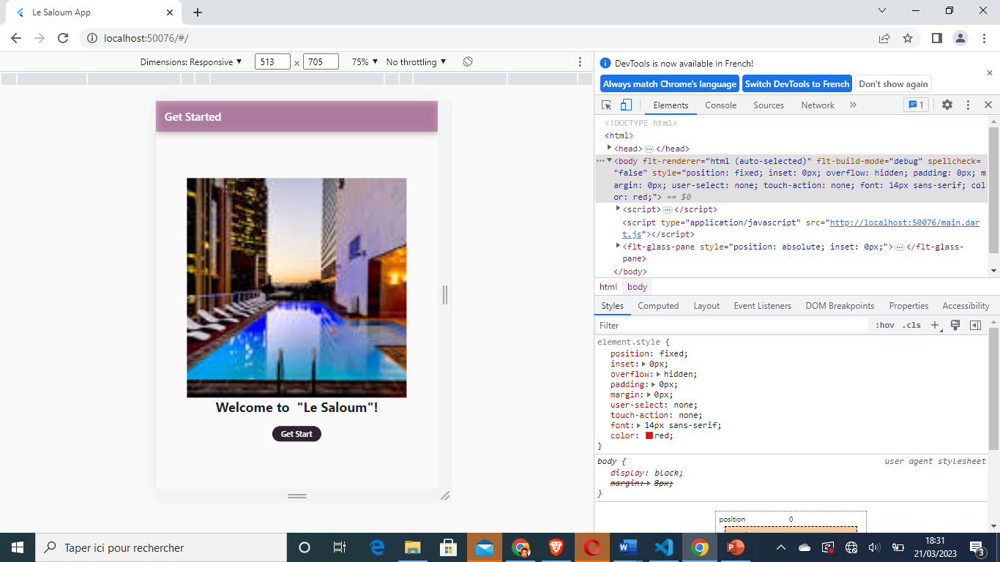 Le Saloum App
localhost:50076/#/
Dimensions: Responsive 513 × 705 75% No throttling
DevTools is now available in French!
Always match Chrome's language Switch DevTools to French Don't show again
Elements Console Sources Network » 1
<!DOCTYPE html>
<html>
<head>…</head>
<body flt-renderer="html (auto-selected)" flt-build-mode="debug" spellcheck=
"false" style="position: fixed; inset: 0px; overflow: hidden; padding: 0px; m
argin: 0px; user-select: none; touch-action: none; font: 14px sans-serif; col
or: red;"> == $0
<script>…</script>
<script type="application/javascript" src="http://localhost:50076/main.dar
t.js"></script>
<flt-glass-pane style="position: absolute; inset: 0px;">…</flt-glass-
pane>
</body>
html body
Styles Computed Layout Event Listeners DOM Breakpoints Properties Accessibility
Filter :hov .cls
element.style {
position: fixed;
inset: 0px;
overflow: hidden;
padding: 0px;
margin: 0px;
user-select: none;
touch-action: none;
font: 14px sans-serif;
color: red;
}
body { user agent stylesheet
display: block;
margin: 8px;
}
position 0
Get Started
Welcome to "Le Saloum"!
Get Start
Taper ici pour rechercher
18:31
21/03/2023
3